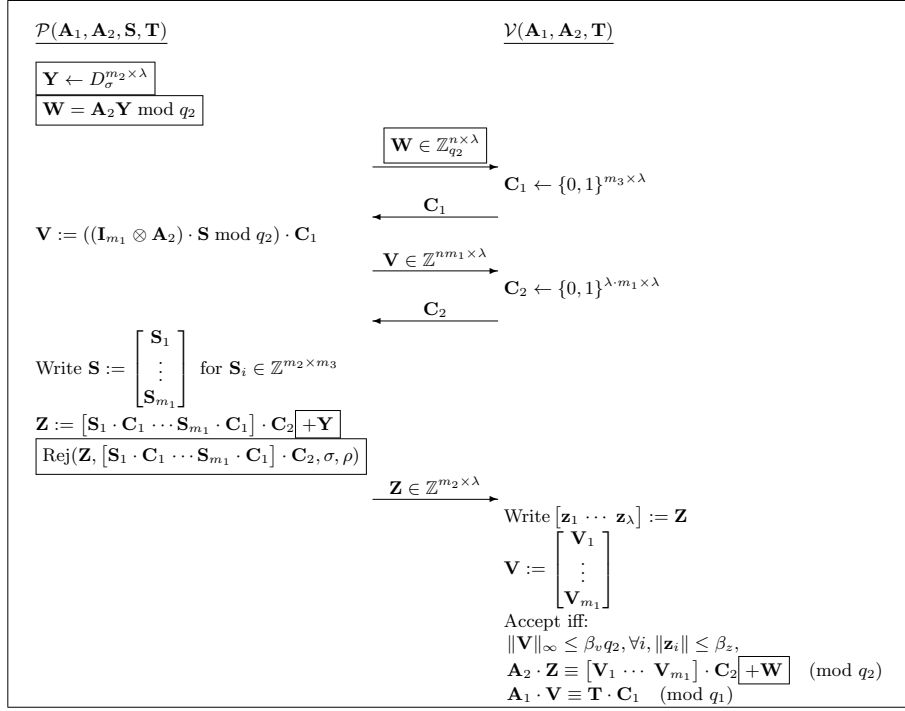 𝒫(𝐀₁, 𝐀₂, 𝐒, 𝐓)    𝒱(𝐀₁, 𝐀₂, 𝐓)
𝐘 ← D_σ^{m₂×λ}
𝐖 = 𝐀₂𝐘 mod q₂
𝐖 ∈ ℤ_{q₂}^{n×λ}
𝐂₁ ← {0, 1}^{m₃×λ}
𝐂₁
𝐕 := ((𝐈_{m₁} ⊗ 𝐀₂) · 𝐒 mod q₂) · 𝐂₁
𝐕 ∈ ℤ^{nm₁×λ}
𝐂₂ ← {0, 1}^{λ·m₁×λ}
𝐂₂
Write 𝐒 := [𝐒₁ ⋮ 𝐒_{m₁}] for 𝐒ᵢ ∈ ℤ^{m₂×m₃}
𝐙 := [𝐒₁ · 𝐂₁ ⋯ 𝐒_{m₁} · 𝐂₁] · 𝐂₂ +𝐘
Rej(𝐙, [𝐒₁ · 𝐂₁ ⋯ 𝐒_{m₁} · 𝐂₁] · 𝐂₂, σ, ρ)
𝐙 ∈ ℤ^{m₂×λ}
Write [𝐳₁ ⋯ 𝐳_λ] := 𝐙
𝐕 := [𝐕₁ ⋮ 𝐕_{m₁}]
Accept iff:
‖𝐕‖_∞ ≤ β_v q₂, ∀i, ‖𝐳ᵢ‖ ≤ β_z,
𝐀₂ · 𝐙 ≡ [𝐕₁ ⋯ 𝐕_{m₁}] · 𝐂₂ +𝐖 (mod q₂)
𝐀₁ · 𝐕 ≡ 𝐓 · 𝐂₁ (mod q₁)